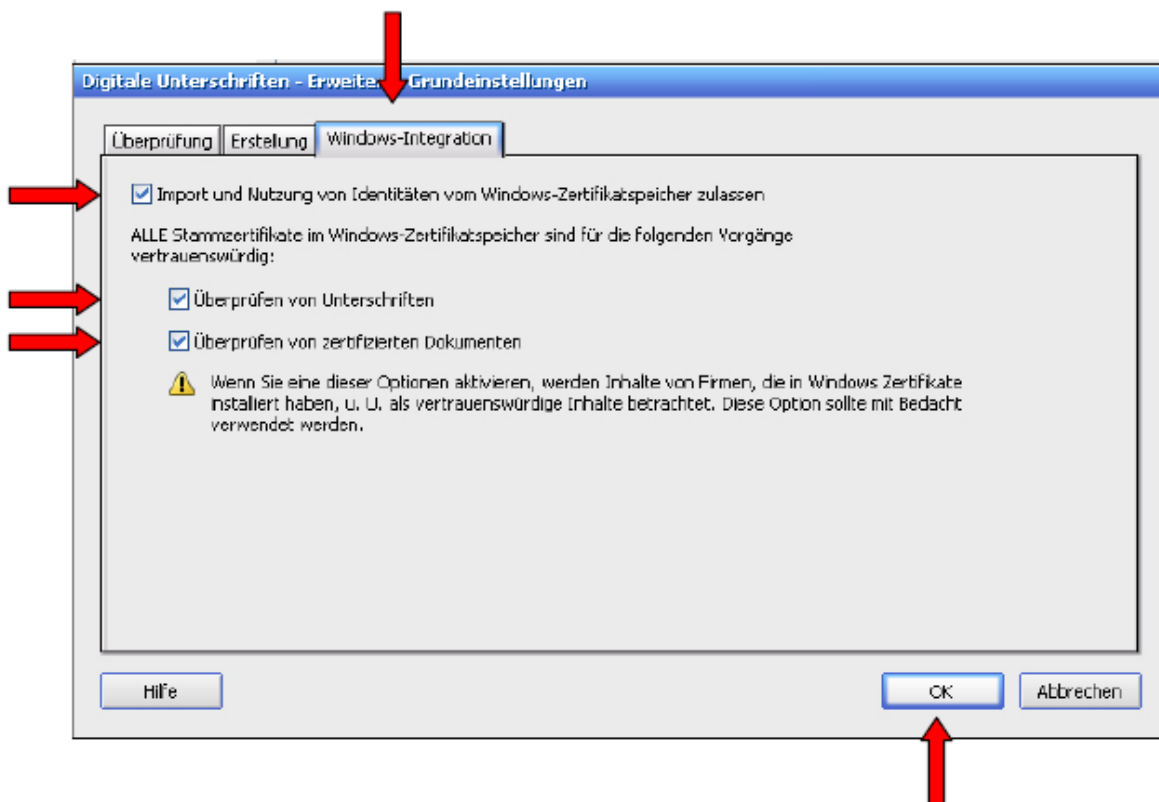 Digitale Unterschriften - Erweite Grundeinstellungen
Überprüfung Erstellung Windows-Integration
Import und Nutzung von Identitäten vom Windows-Zertifikatspeicher zulassen
ALLE Stammzertifikate im Windows-Zertifikatspeicher sind für die folgenden Vorgänge
vertrauenswürdig:
Überprüfen von Unterschriften
Überprüfen von zertifizierten Dokumenten
Wenn Sie eine dieser Optionen aktivieren, werden Inhalte von Firmen, die in Windows Zertifikate
installiert haben, u. U. als vertrauenswürdige Inhalte betrachtet. Diese Option sollte mit Bedacht
verwendet werden.
Hilfe OK Abbrechen